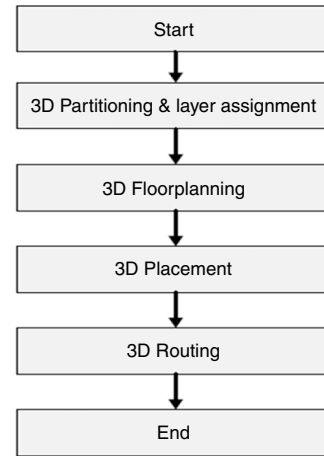 Start
3D Partitioning & layer assignment
3D Floorplanning
3D Placement
3D Routing
End